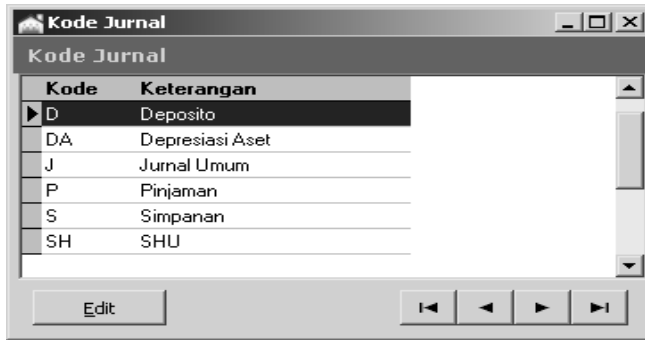 Kode Jurnal
Kode Jurnal
Kode Keterangan
D Deposito
DA Depresiasi Aset
J Jurnal Umum
P Pinjaman
S Simpanan
SH SHU
Edit